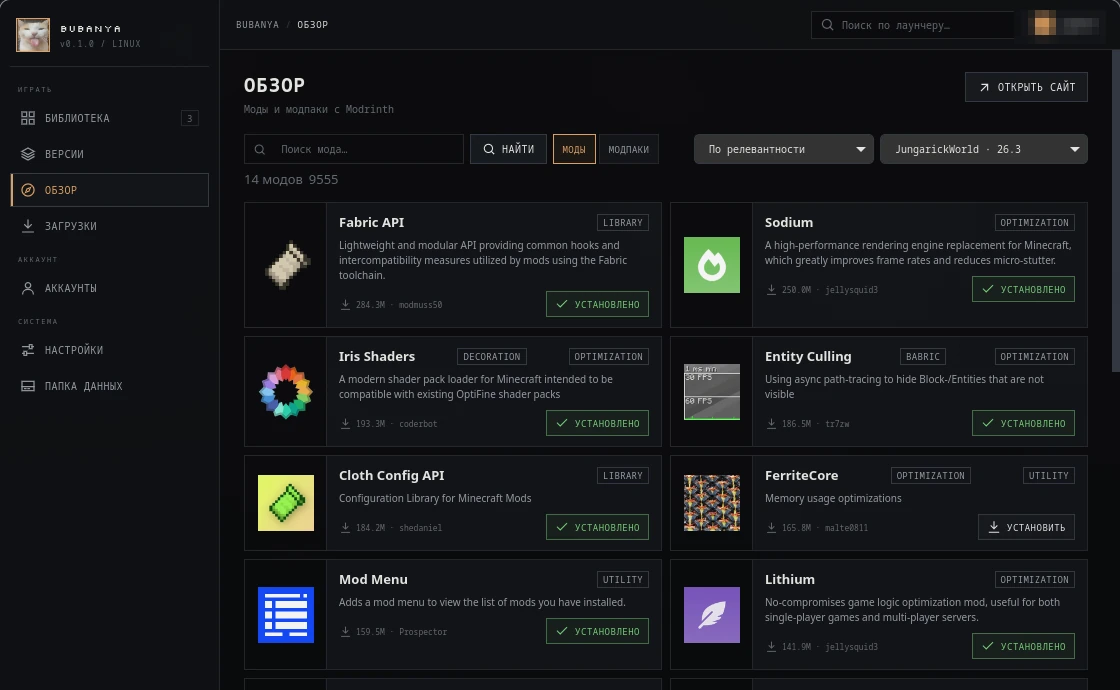 BUBANYA
v0.1.0 / LINUX
BUBANYA / ОБЗОР
Поиск по лаунчеру…
ИГРАТЬ
БИБЛИОТЕКА 3
ВЕРСИИ
ОБЗОР
ЗАГРУЗКИ
АККАУНТ
АККАУНТЫ
СИСТЕМА
НАСТРОЙКИ
ПАПКА ДАННЫХ
ОБЗОР
Моды и модпаки с Modrinth
ОТКРЫТЬ САЙТ
Поиск мода…
НАЙТИ
МОДЫ
МОДПАКИ
По релевантности
JungarickWorld · 26.3
14 модов 9555
Fabric API LIBRARY
Lightweight and modular API providing common hooks and
intercompatibility measures utilized by mods using the Fabric
toolchain.
284.3M · modmuss50
УСТАНОВЛЕНО
Sodium OPTIMIZATION
A high-performance rendering engine replacement for Minecraft,
which greatly improves frame rates and reduces micro-stutter.
250.0M · jellysquid3
УСТАНОВЛЕНО
Iris Shaders DECORATION OPTIMIZATION
A modern shader pack loader for Minecraft intended to be
compatible with existing OptiFine shader packs
193.3M · coderbot
УСТАНОВЛЕНО
1 ms mn
30 FPS
60 FPS
Entity Culling BABRIC OPTIMIZATION
Using async path-tracing to hide Block-/Entities that are not
visible
186.5M · tr7zw
УСТАНОВЛЕНО
Cloth Config API LIBRARY
Configuration Library for Minecraft Mods
184.2M · shedaniel
УСТАНОВЛЕНО
FerriteCore OPTIMIZATION UTILITY
Memory usage optimizations
165.8M · malte0811
УСТАНОВИТЬ
Mod Menu UTILITY
Adds a mod menu to view the list of mods you have installed.
159.5M · Prospector
УСТАНОВЛЕНО
Lithium OPTIMIZATION
No-compromises game logic optimization mod, useful for both
single-player games and multi-player servers.
141.9M · jellysquid3
УСТАНОВЛЕНО